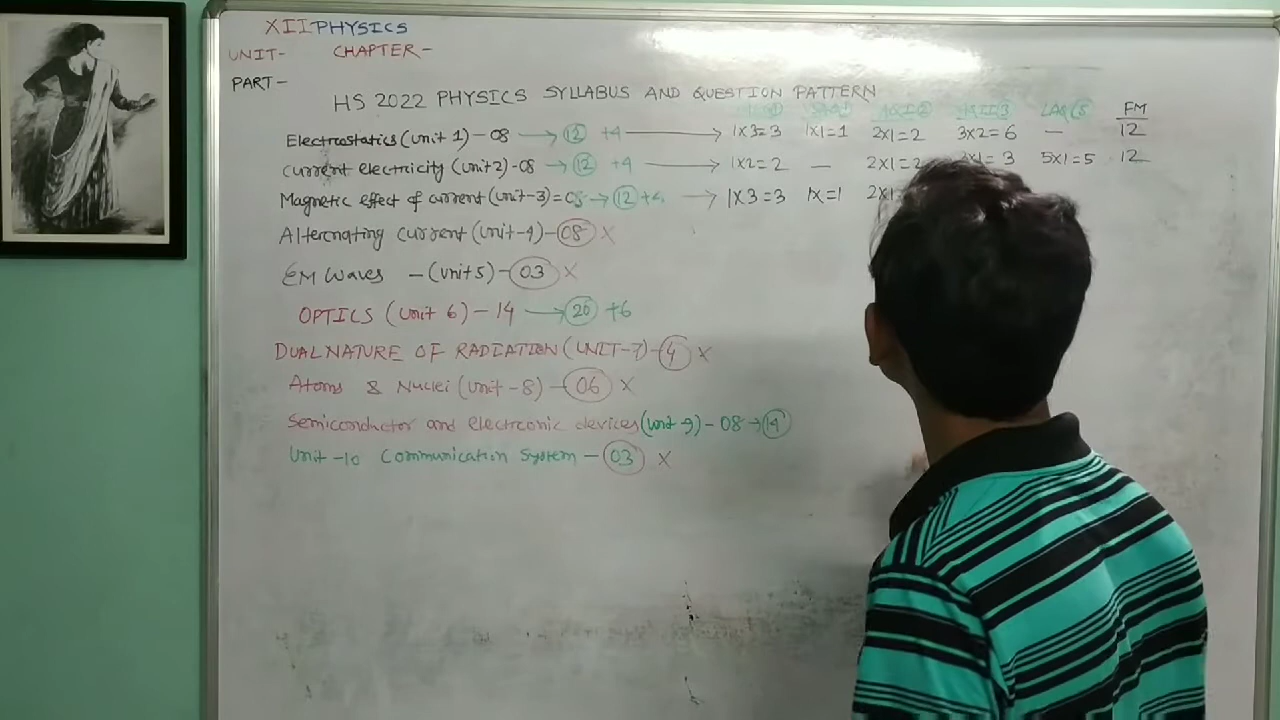 XII PHYSICS
UNIT- CHAPTER-
PART-
HS 2022 PHYSICS SYLLABUS AND QUESTION PATTERN
LAQ(5 FM
Electrostatics (Unit 1) - 08 → 12 +4 → 1X3=3 1X1=1 2X1=2 3X2=6 — 12
Current electricity (Unit 2) - 08 → 12 +4 → 1X2=2 — 2X1=2 3X1=3 5X1=5 12
Magnetic effect of current (Unit-3) = 08 → 12 +4 → 1X3=3 1X=1 2X1
Alternating current (Unit-4) - 08 X
EM Waves - (Unit 5) - 03 X
OPTICS (Unit 6) - 14 → 20 +6
DUAL NATURE OF RADIATION (UNIT-7) - 4 X
Atoms & Nuclei (Unit-8) - 06 X
Semiconductor and electronic devices (Unit 9) - 08 → 14
Unit-10 Communication System - 03 X